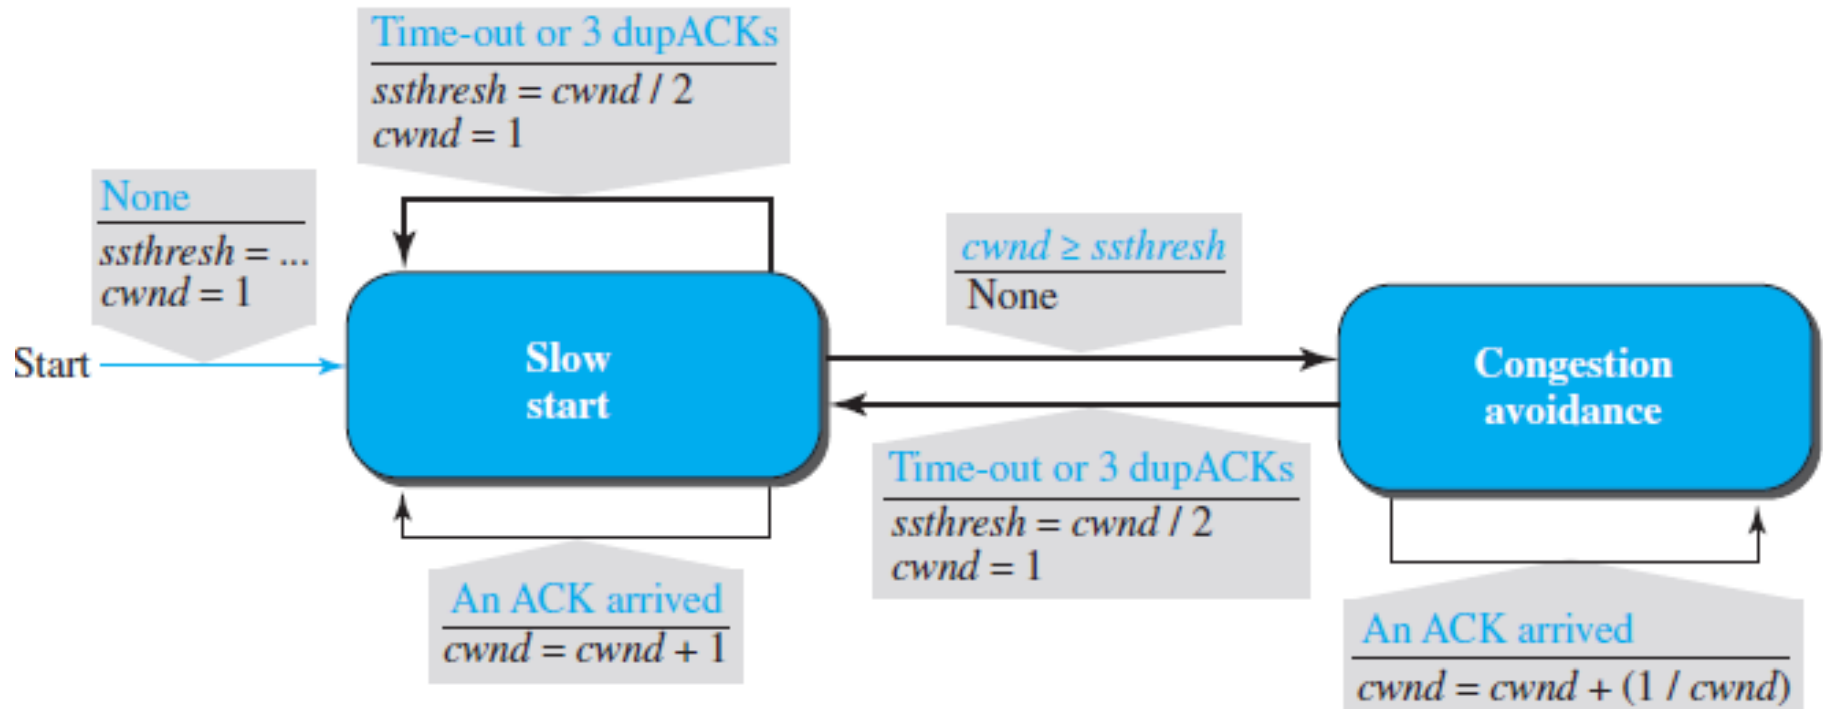 Time-out or 3 dupACKs
ssthresh = cwnd / 2
cwnd = 1
None
ssthresh = ...
cwnd = 1
cwnd ≥ ssthresh
None
Start
Slow
start
Congestion
avoidance
Time-out or 3 dupACKs
ssthresh = cwnd / 2
cwnd = 1
An ACK arrived
cwnd = cwnd + 1
An ACK arrived
cwnd = cwnd + (1 / cwnd)